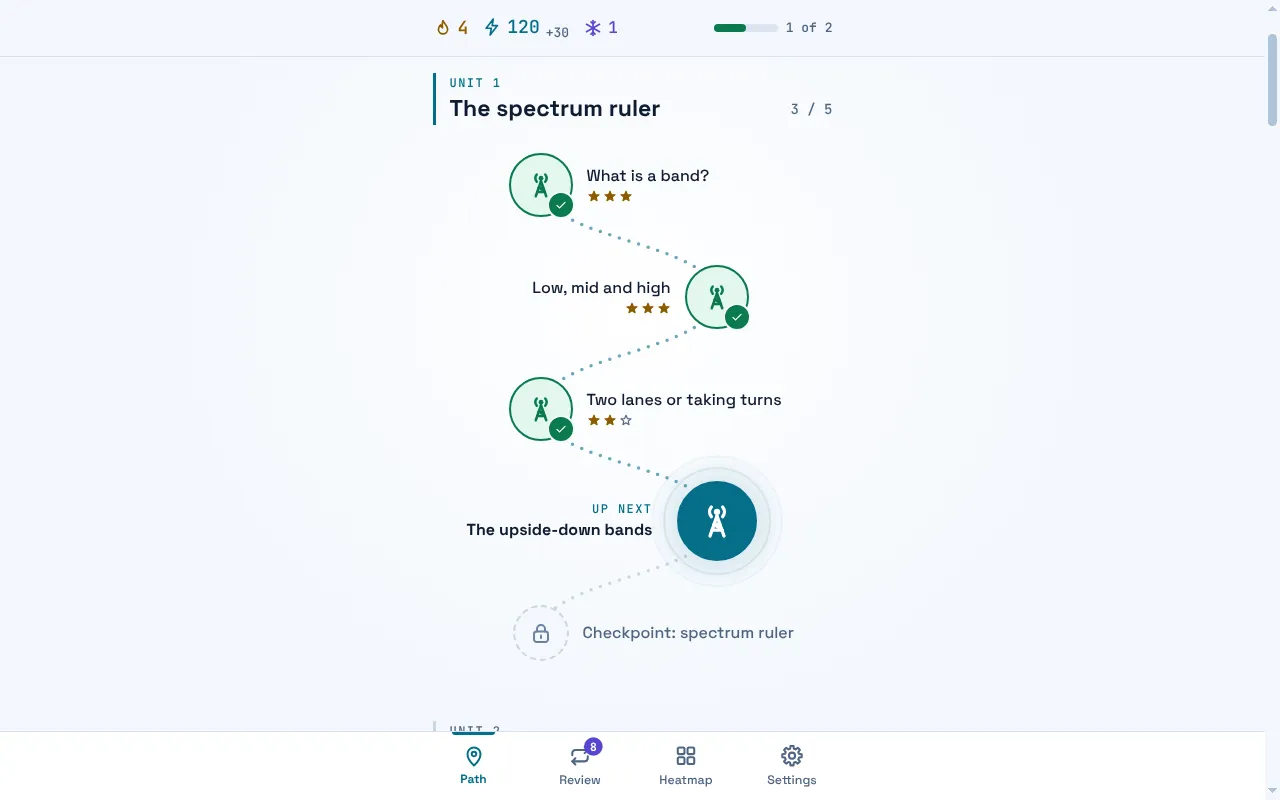 4 120 +30 1 1 of 2
UNIT 1
The spectrum ruler 3 / 5
What is a band?
Low, mid and high
Two lanes or taking turns
UP NEXT
The upside-down bands
Checkpoint: spectrum ruler
UNIT 2
8
Path Review Heatmap Settings